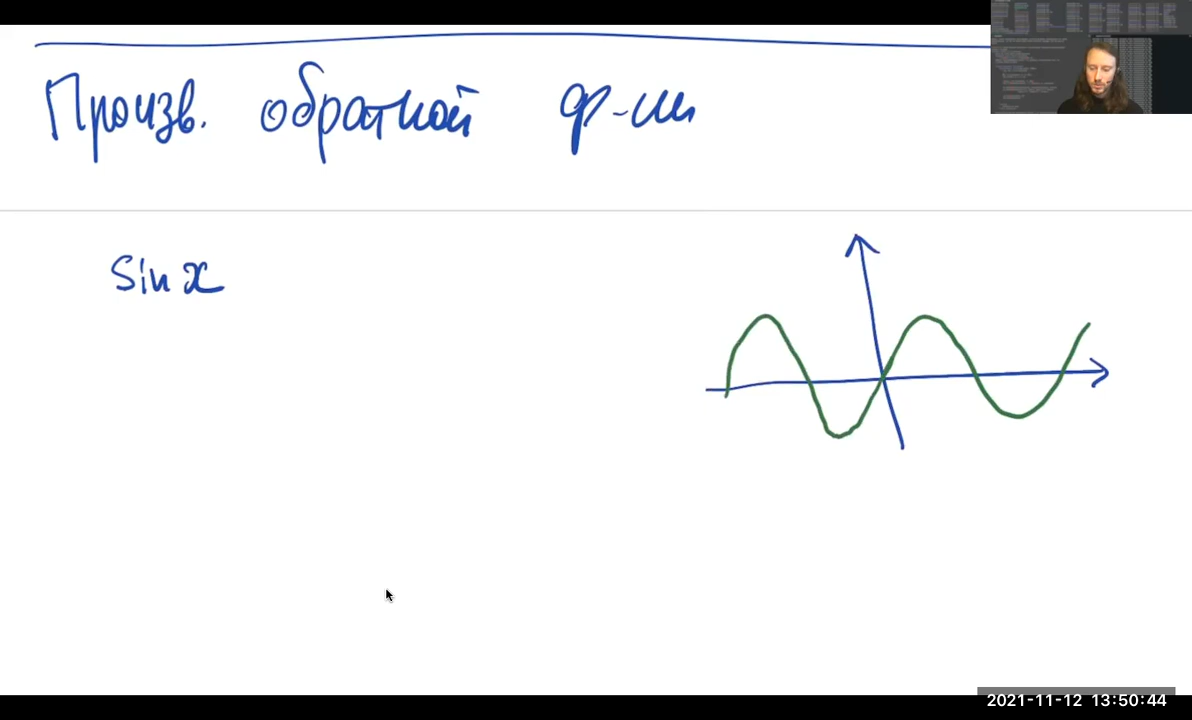 Произв. обратной ф-ии
sin x
2021-11-12 13:50:44